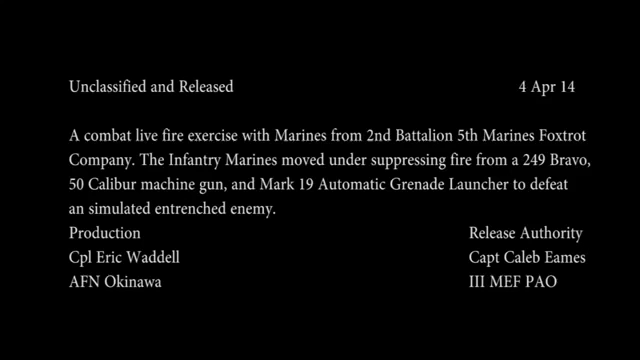 Unclassified and Released 4 Apr 14
A combat live fire exercise with Marines from 2nd Battalion 5th Marines Foxtrot
Company. The Infantry Marines moved under suppressing fire from a 249 Bravo,
50 Calibur machine gun, and Mark 19 Automatic Grenade Launcher to defeat
an simulated entrenched enemy.
Production Release Authority
Cpl Eric Waddell Capt Caleb Eames
AFN Okinawa III MEF PAO